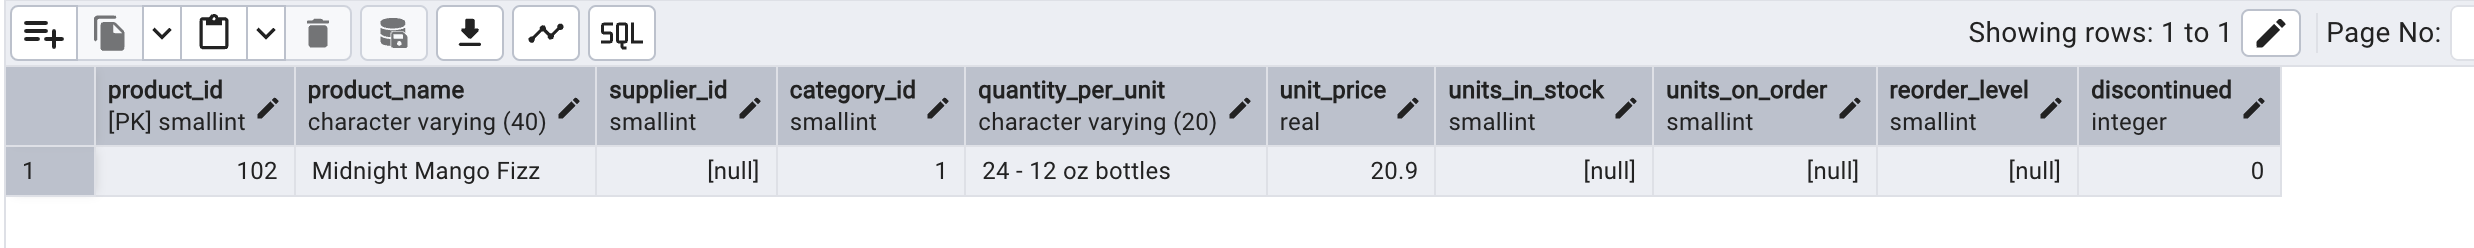 SQL Showing rows: 1 to 1 Page No:
product_id product_name supplier_id category_id quantity_per_unit unit_price units_in_stock units_on_order reorder_level discontinued
[PK] smallint character varying (40) smallint smallint character varying (20) real smallint smallint smallint integer
1 102 Midnight Mango Fizz [null] 1 24 - 12 oz bottles 20.9 [null] [null] [null] 0